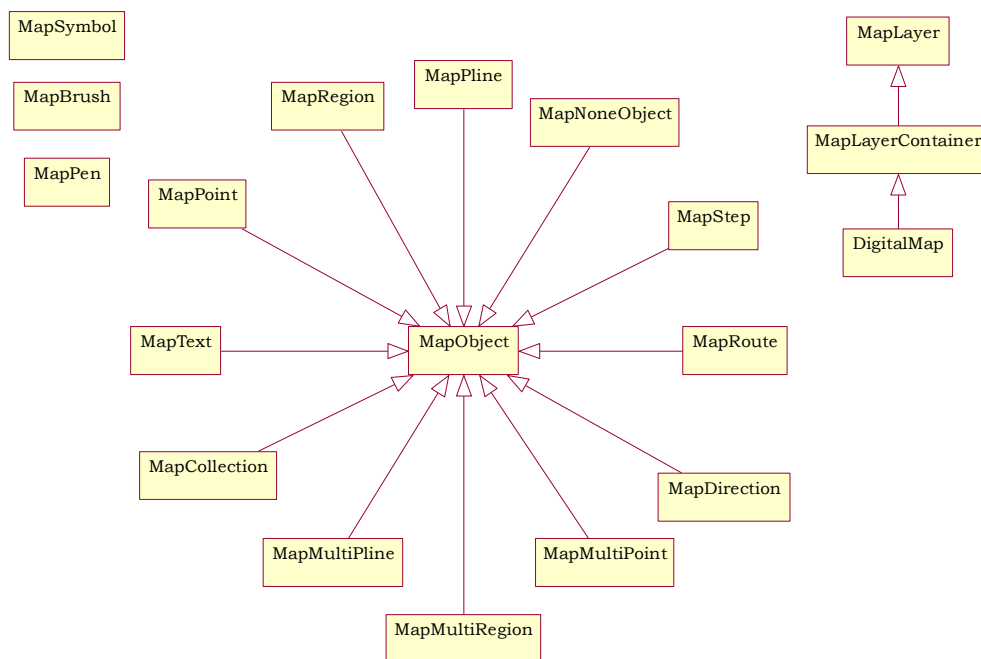 MapSymbol
MapLayer
MapPline
MapRegion
MapBrush
MapNoneObject
MapLayerContainer
MapPen
MapPoint
MapStep
DigitalMap
MapText
MapObject
MapRoute
MapCollection
MapDirection
MapMultiPline
MapMultiPoint
MapMultiRegion